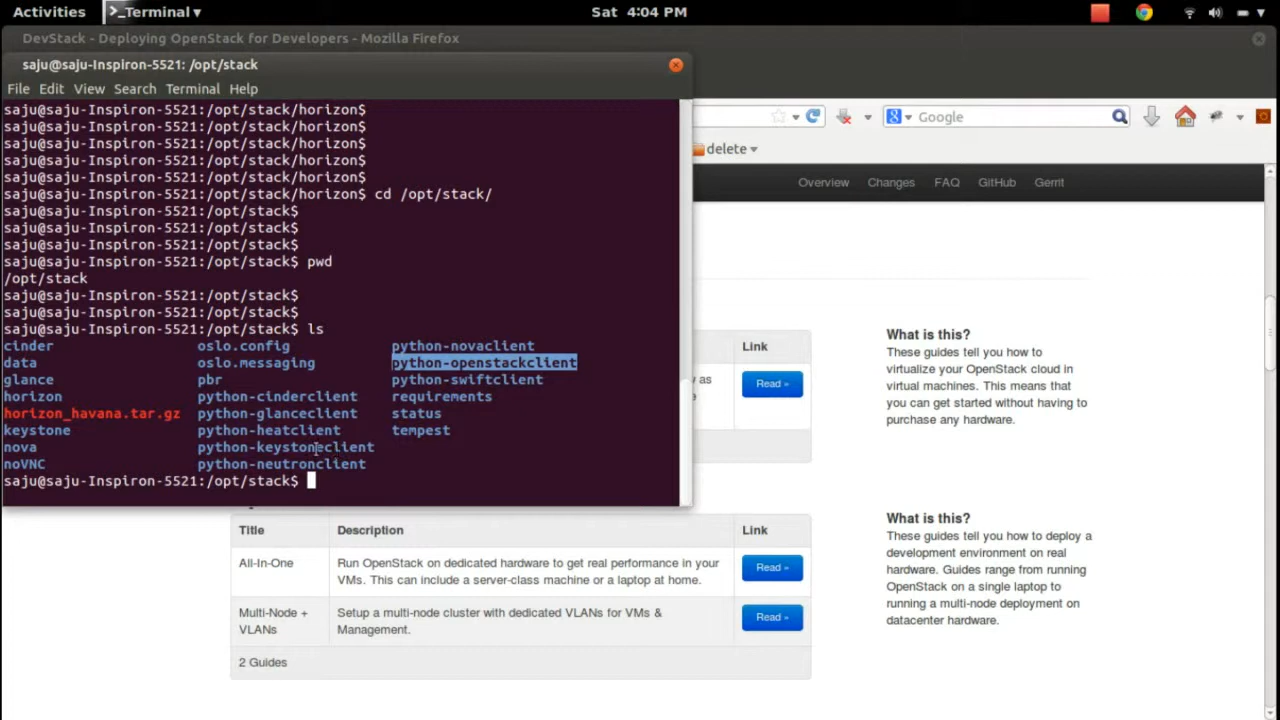 Activities
Terminal
Sat 4:04 PM
DevStack - Deploying OpenStack for Developers - Mozilla Firefox
saju@saju-Inspiron-5521: /opt/stack
File Edit View Search Terminal Help
saju@saju-Inspiron-5521:/opt/stack/horizon$
saju@saju-Inspiron-5521:/opt/stack/horizon$
saju@saju-Inspiron-5521:/opt/stack/horizon$
saju@saju-Inspiron-5521:/opt/stack/horizon$
saju@saju-Inspiron-5521:/opt/stack/horizon$
saju@saju-Inspiron-5521:/opt/stack/horizon$ cd /opt/stack/
saju@saju-Inspiron-5521:/opt/stack$
saju@saju-Inspiron-5521:/opt/stack$
saju@saju-Inspiron-5521:/opt/stack$
saju@saju-Inspiron-5521:/opt/stack$ pwd
/opt/stack
saju@saju-Inspiron-5521:/opt/stack$
saju@saju-Inspiron-5521:/opt/stack$
saju@saju-Inspiron-5521:/opt/stack$ ls
cinder oslo.config python-novaclient
data oslo.messaging python-openstackclient
glance pbr python-swiftclient
horizon python-cinderclient requirements
horizon_havana.tar.gz python-glanceclient status
keystone python-heatclient tempest
nova python-keystoneclient
noVNC python-neutronclient
saju@saju-Inspiron-5521:/opt/stack$
Google
delete
Overview Changes FAQ GitHub Gerrit
Link
as
Read »
What is this?
These guides tell you how to
virtualize your OpenStack cloud in
virtual machines. This means that
you can get started without having to
purchase any hardware.
Title Description Link
All-In-One
Run OpenStack on dedicated hardware to get real performance in your
VMs. This can include a server-class machine or a laptop at home.
Read »
Multi-Node +
VLANs
Setup a multi-node cluster with dedicated VLANs for VMs &
Management.
Read »
2 Guides
What is this?
These guides tell you how to deploy a
development environment on real
hardware. Guides range from running
OpenStack on a single laptop to
running a multi-node deployment on
datacenter hardware.